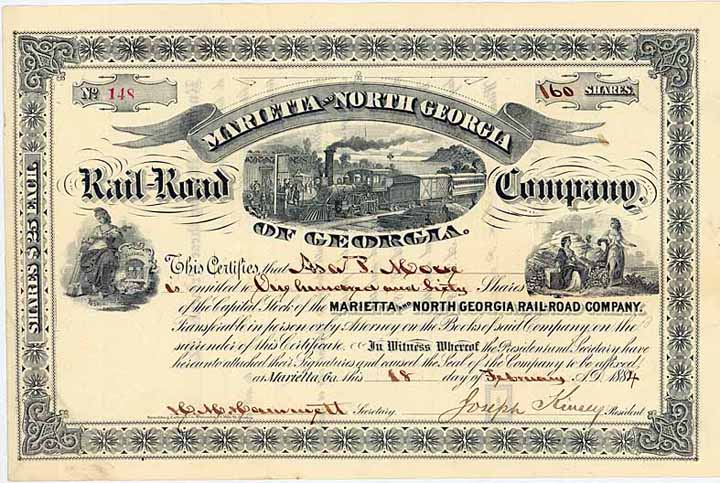 No 148
160 SHARES.
MARIETTA AND NORTH GEORGIA
Rail-Road Company.
OF GEORGIA.
SHARES $25 EACH.
This Certifies that Asa P. 
is entitled to One hundred and Sixty Shares
of the Capital Stock of the MARIETTA AND NORTH GEORGIA RAIL-ROAD COMPANY.
Transferable in person or by Attorney on the Books of said Company, on the
surrender of this Certificate. In Witness Whereof the President and Secretary have
hereunto attached their Signatures and caused the Seal of the Company to be affixed,
at Marietta, Ga. this 18 day of February A.D. 1884
Secretary. Joseph Kinsey President